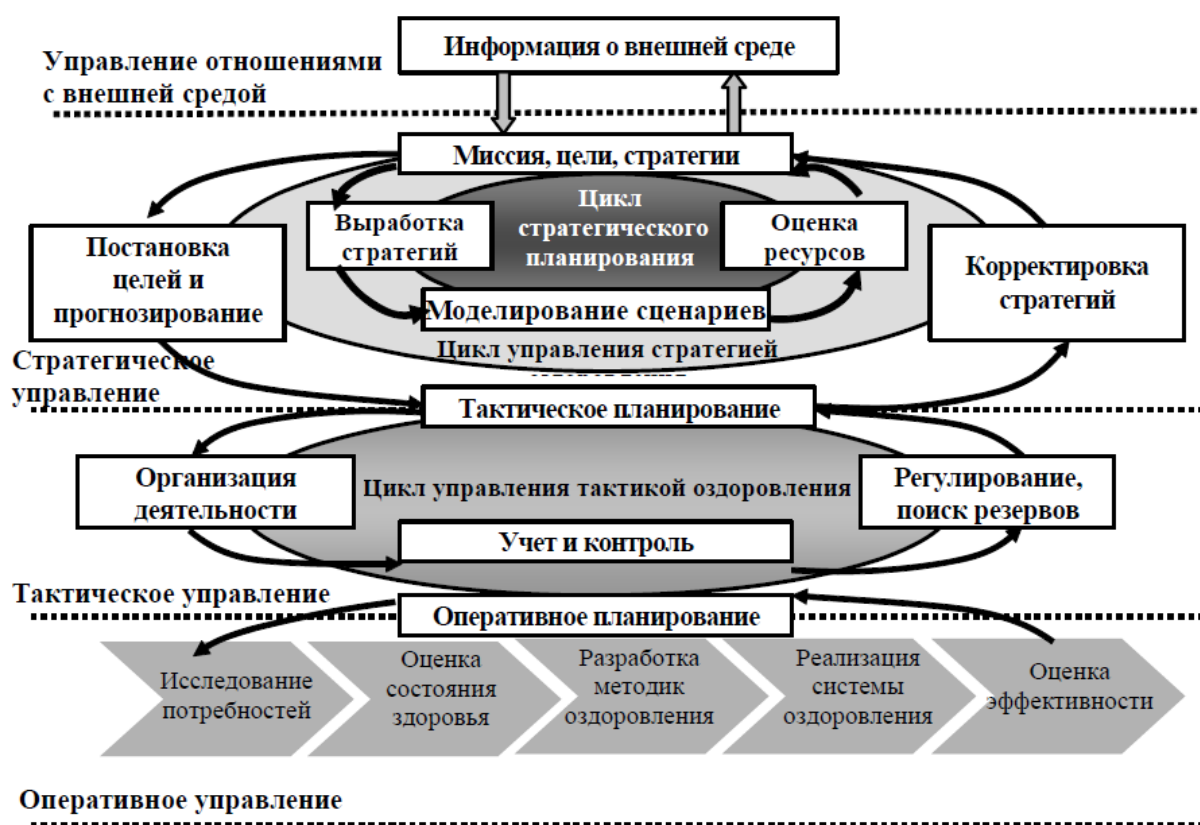 Информация о внешней среде
Управление отношениями
с внешней средой
Миссия, цели, стратегии
Цикл
стратегического
планирования
Выработка
стратегий
Оценка
ресурсов
Постановка
целей и
прогнозирование
Корректировка
стратегий
Моделирование сценариев
Цикл управления стратегией
Стратегическое
управление
Тактическое планирование
Организация
деятельности
Цикл управления тактикой оздоровления
Регулирование,
поиск резервов
Учет и контроль
Тактическое управление
Оперативное планирование
Исследование
потребностей
Оценка
состояния
здоровья
Разработка
методик
оздоровления
Реализация
системы
оздоровления
Оценка
эффективности
Оперативное управление